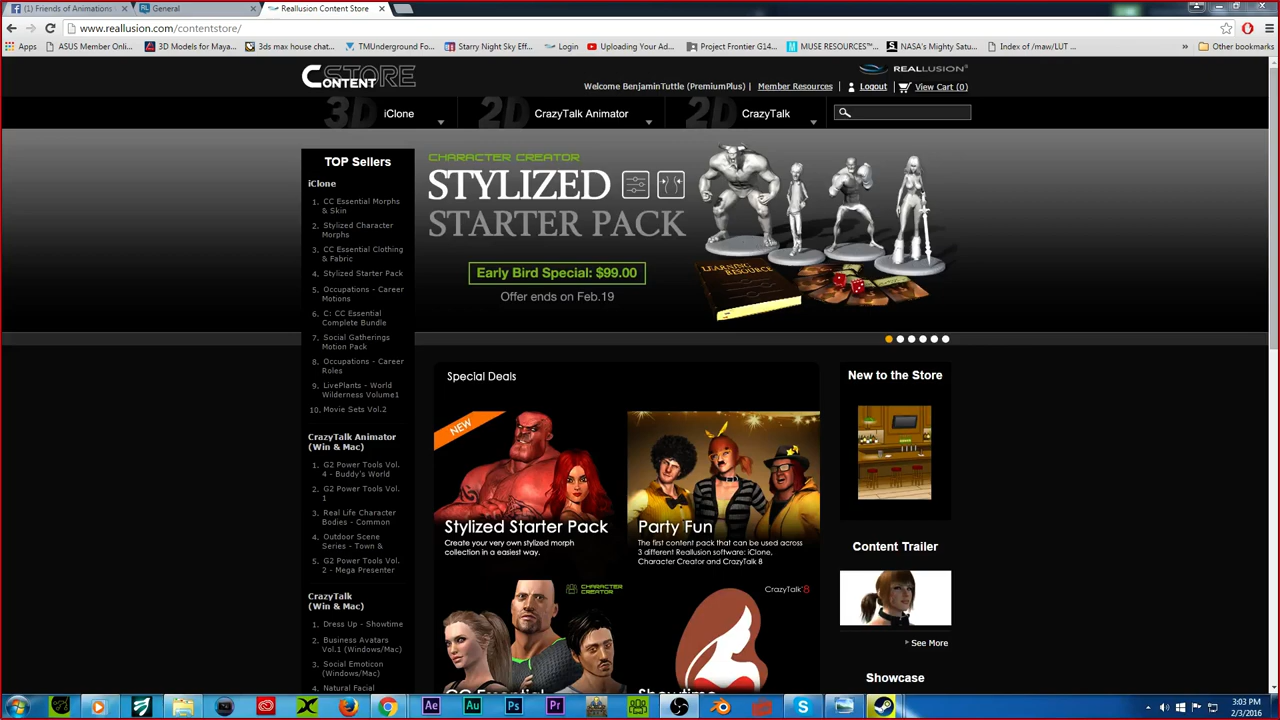 (1) Friends of Animations
General
Reallusion Content Store
www.reallusion.com/contentstore/
Apps
ASUS Member Onli...
3D Models for Maya...
3ds max house chat...
TMUnderground Fo...
Starry Night Sky Eff...
Login
Uploading Your Ad...
Project Frontier G14...
MUSE RESOURCES™...
NASA's Mighty Satu...
Index of /maw/LUT ...
Other bookmarks
CONTENT STORE
REALLUSION
Welcome BenjaminTuttle (PremiumPlus) | Member Resources
Logout
View Cart (0)
3D iClone
2D CrazyTalk Animator
2D CrazyTalk
TOP Sellers
iClone
1. CC Essential Morphs
& Skin
2. Stylized Character
Morphs
3. CC Essential Clothing
& Fabric
4. Stylized Starter Pack
5. Occupations - Career
Motions
6. C: CC Essential
Complete Bundle
7. Social Gatherings
Motion Pack
8. Occupations - Career
Roles
9. LivePlants - World
Wilderness Volume1
10. Movie Sets Vol.2
CrazyTalk Animator
(Win & Mac)
1. G2 Power Tools Vol.
4 - Buddy's World
2. G2 Power Tools Vol.
1
3. Real Life Character
Bodies - Common
4. Outdoor Scene
Series - Town &
5. G2 Power Tools Vol.
2 - Mega Presenter
CrazyTalk
(Win & Mac)
1. Dress Up - Showtime
2. Business Avatars
Vol.1 (Windows/Mac)
3. Social Emoticon
(Windows/Mac)
4. Natural Facial
CHARACTER CREATOR
STYLIZED
STARTER PACK
Early Bird Special: $99.00
Offer ends on Feb.19
LEARNING
RESOURCE
Special Deals
NEW
Stylized Starter Pack
Create your very own stylized morph
collection in a easiest way.
Party Fun
The first content pack that can be used across
3 different Reallusion software: iClone,
Character Creator and CrazyTalk 8
CHARACTER
CREATOR
CC Essential
CrazyTalk 8
Showtime
New to the Store
Content Trailer
See More
Showcase
Ae
Au
Ps
Pr
3:03 PM
2/3/2016